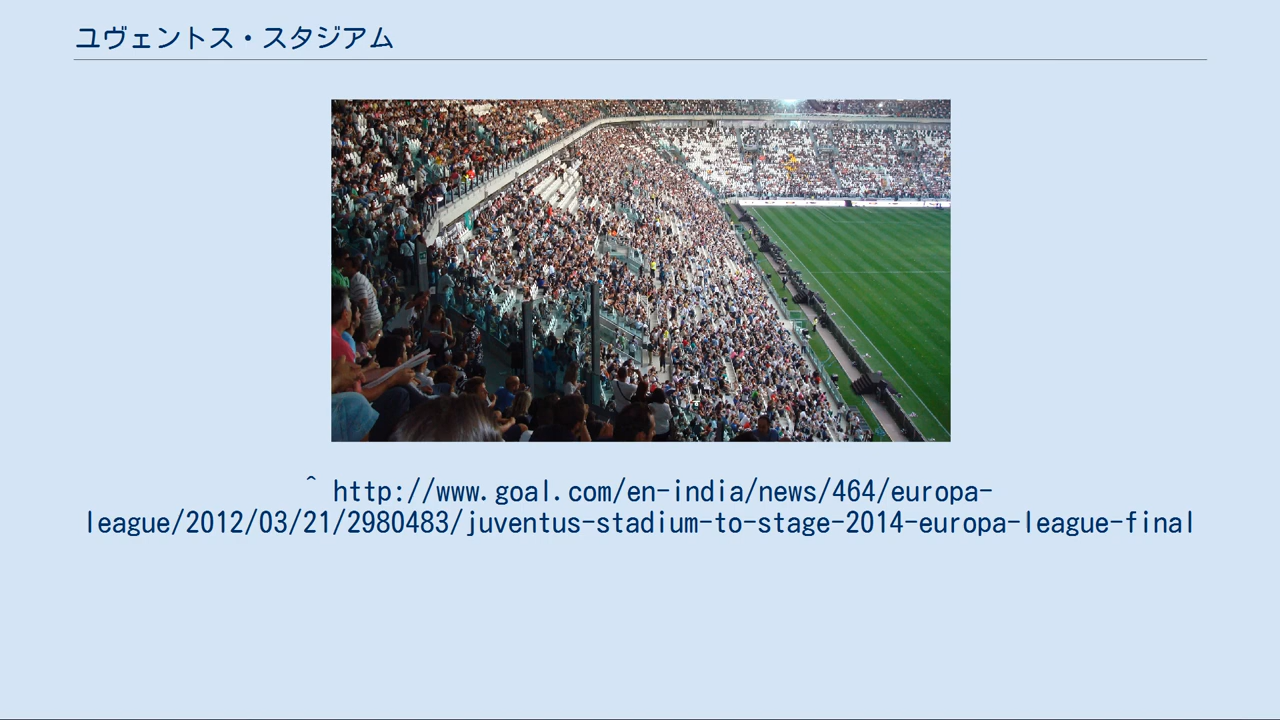 ユヴェントス・スタジアム
^ http://www.goal.com/en-india/news/464/europa-
league/2012/03/21/2980483/juventus-stadium-to-stage-2014-europa-league-final